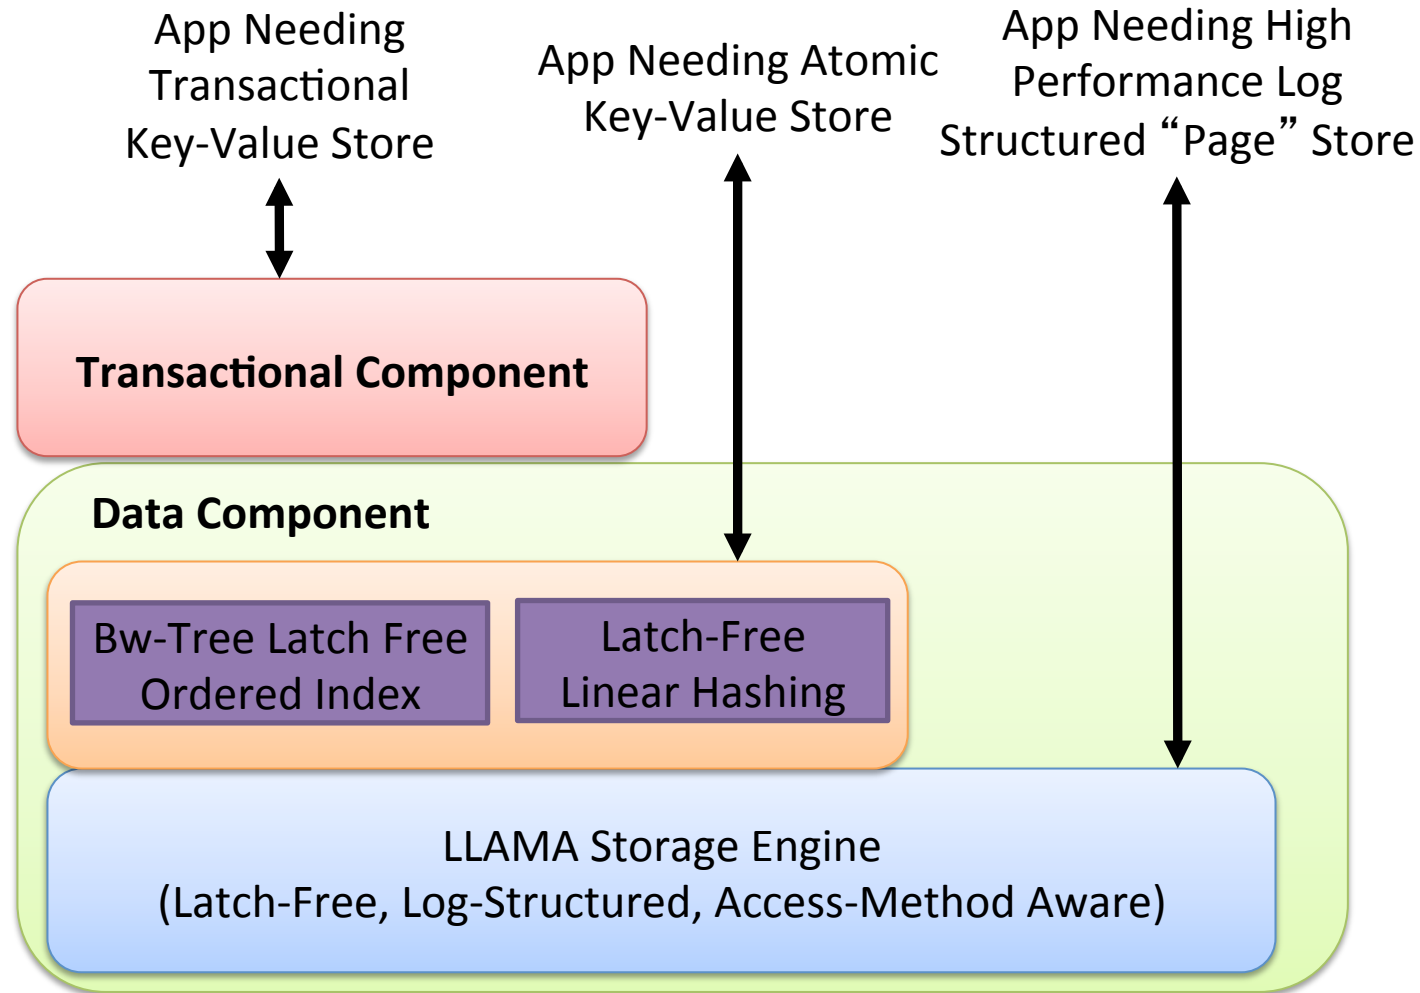 App Needing
Transactional
Key-Value Store
App Needing Atomic
Key-Value Store
App Needing High
Performance Log
Structured “Page” Store
Transactional Component
Data Component
Bw-Tree Latch Free
Ordered Index
Latch-Free
Linear Hashing
LLAMA Storage Engine
(Latch-Free, Log-Structured, Access-Method Aware)